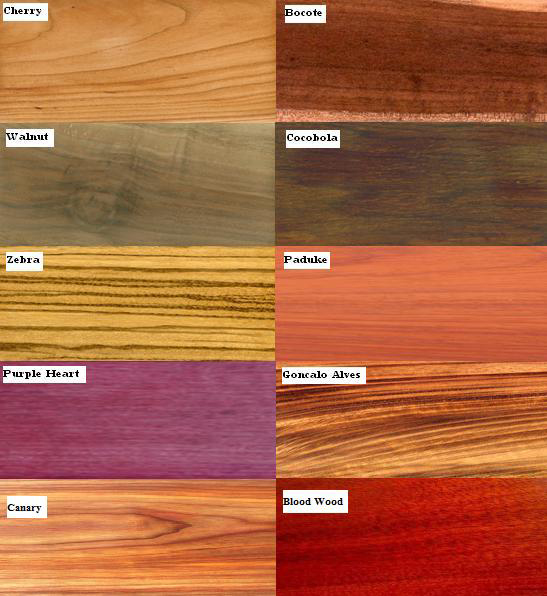 Cherry
Bocote
Walnut
Cocobola
Zebra
Paduke
Purple Heart
Goncalo Alves
Canary
Blood Wood